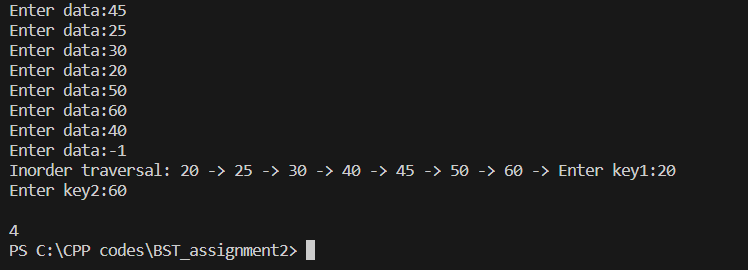 Enter data:45
Enter data:25
Enter data:30
Enter data:20
Enter data:50
Enter data:60
Enter data:40
Enter data:-1
Inorder traversal: 20 -> 25 -> 30 -> 40 -> 45 -> 50 -> 60 -> Enter key1:20
Enter key2:60
4
PS C:\CPP codes\BST_assignment2>